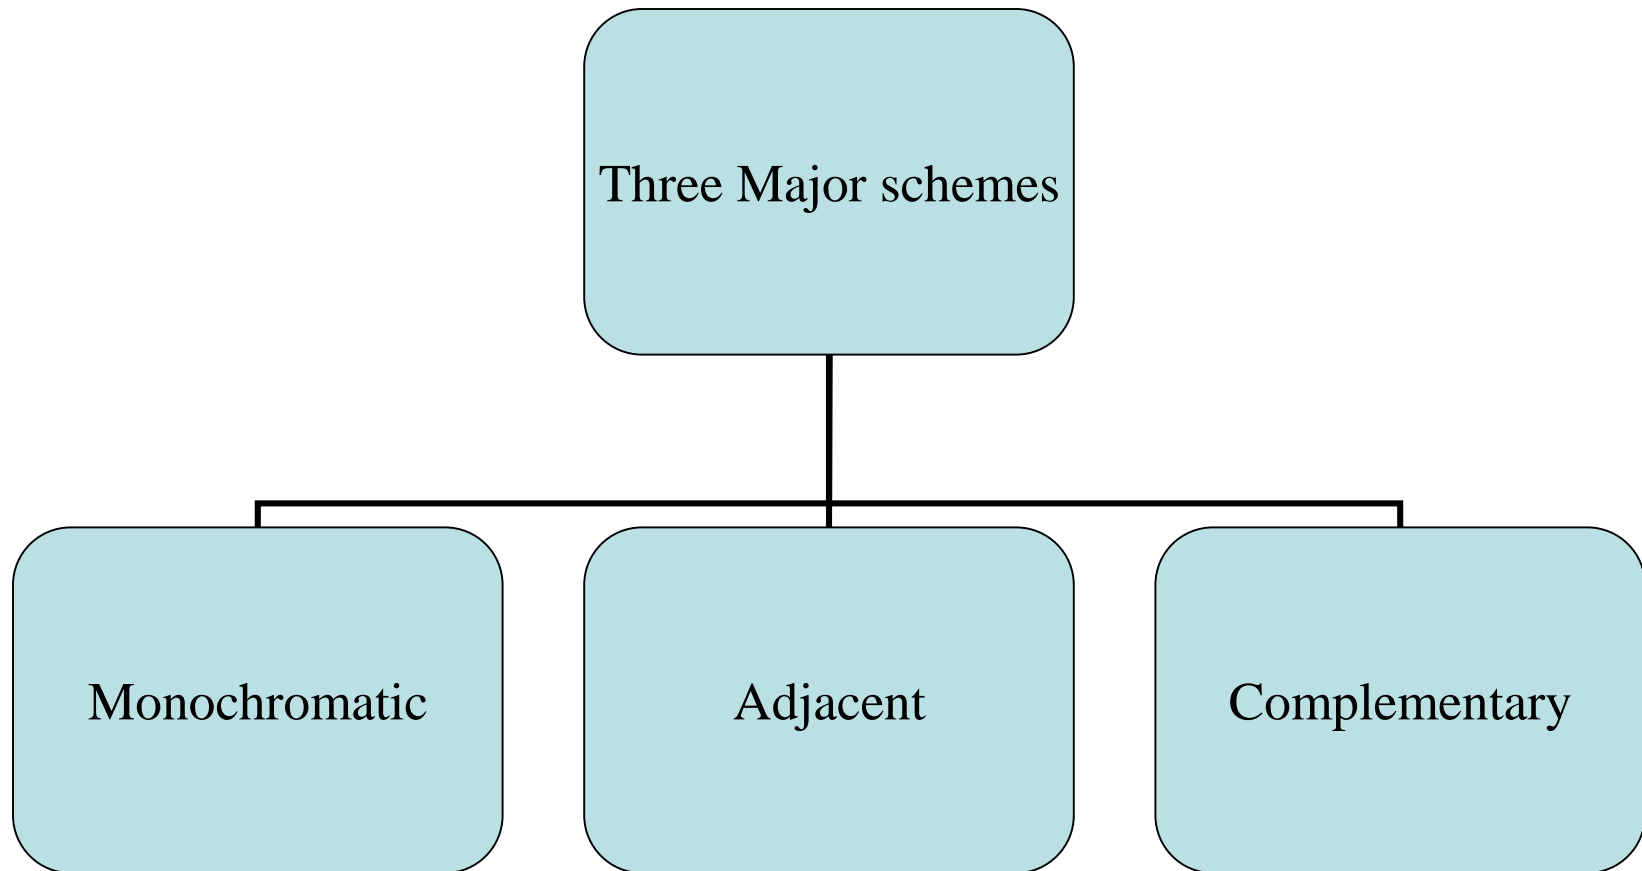 Three Major schemes
Monochromatic
Adjacent
Complementary